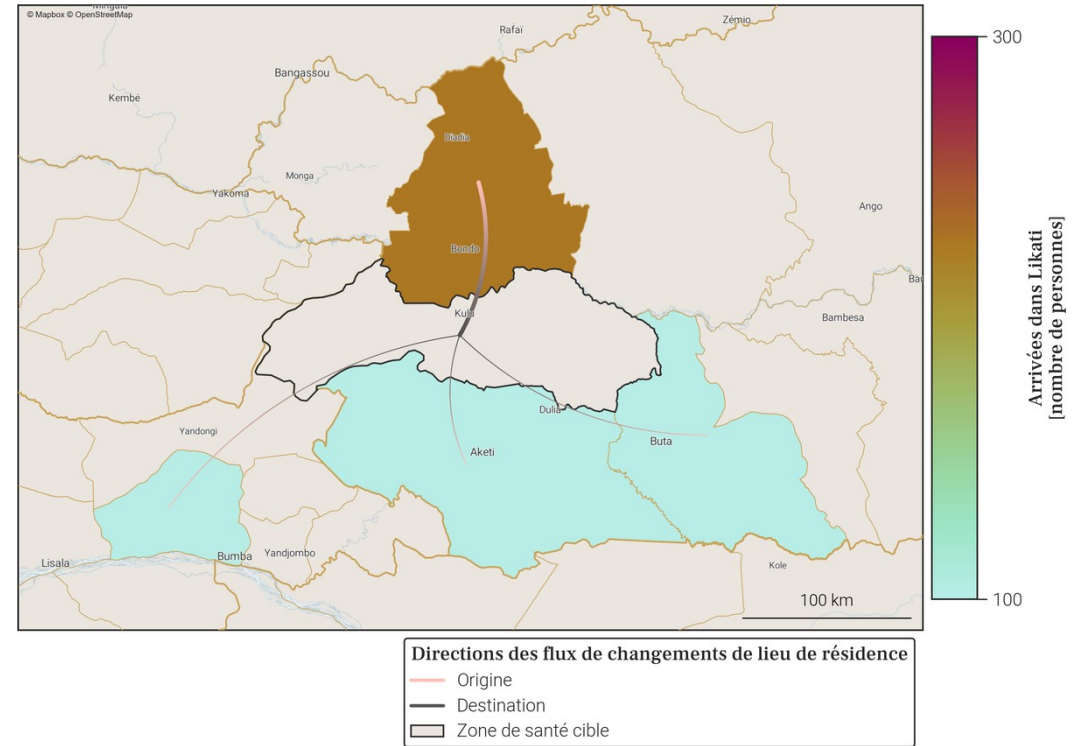 © Mapbox © OpenStreetMap
Rafaï
Zémio
Bangassou
Kembé
Diadia
Monga
Yakoma
Ango
Bondo
Kulu
Bambesa
Dulia
Yandongi
Buta
Aketi
Bumba
Yandjombo
Lisala
Kole
100 km
300
100
Arrivées dans Likati
[nombre de personnes]
Directions des flux de changements de lieu de résidence
Origine
Destination
Zone de santé cible